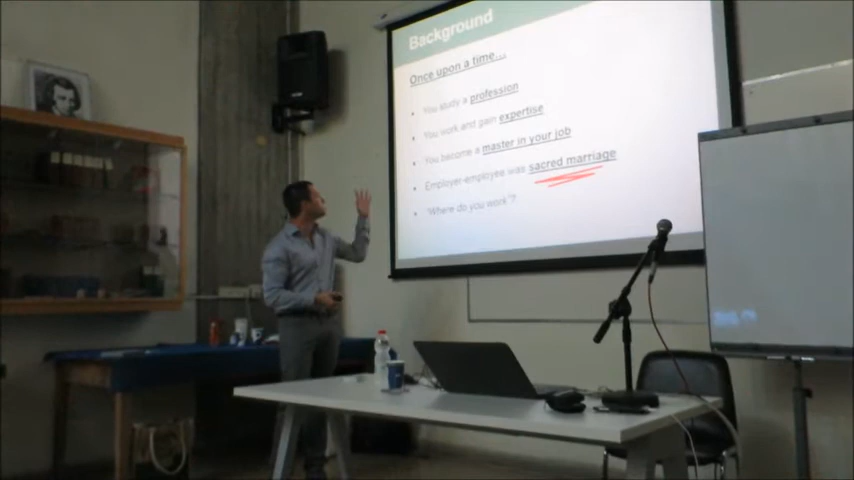 Background
Once upon a time...
• You study a profession
• You work and gain expertise
• You become a master in your job
• Employer-employee was sacred marriage
• 'Where do you work'?